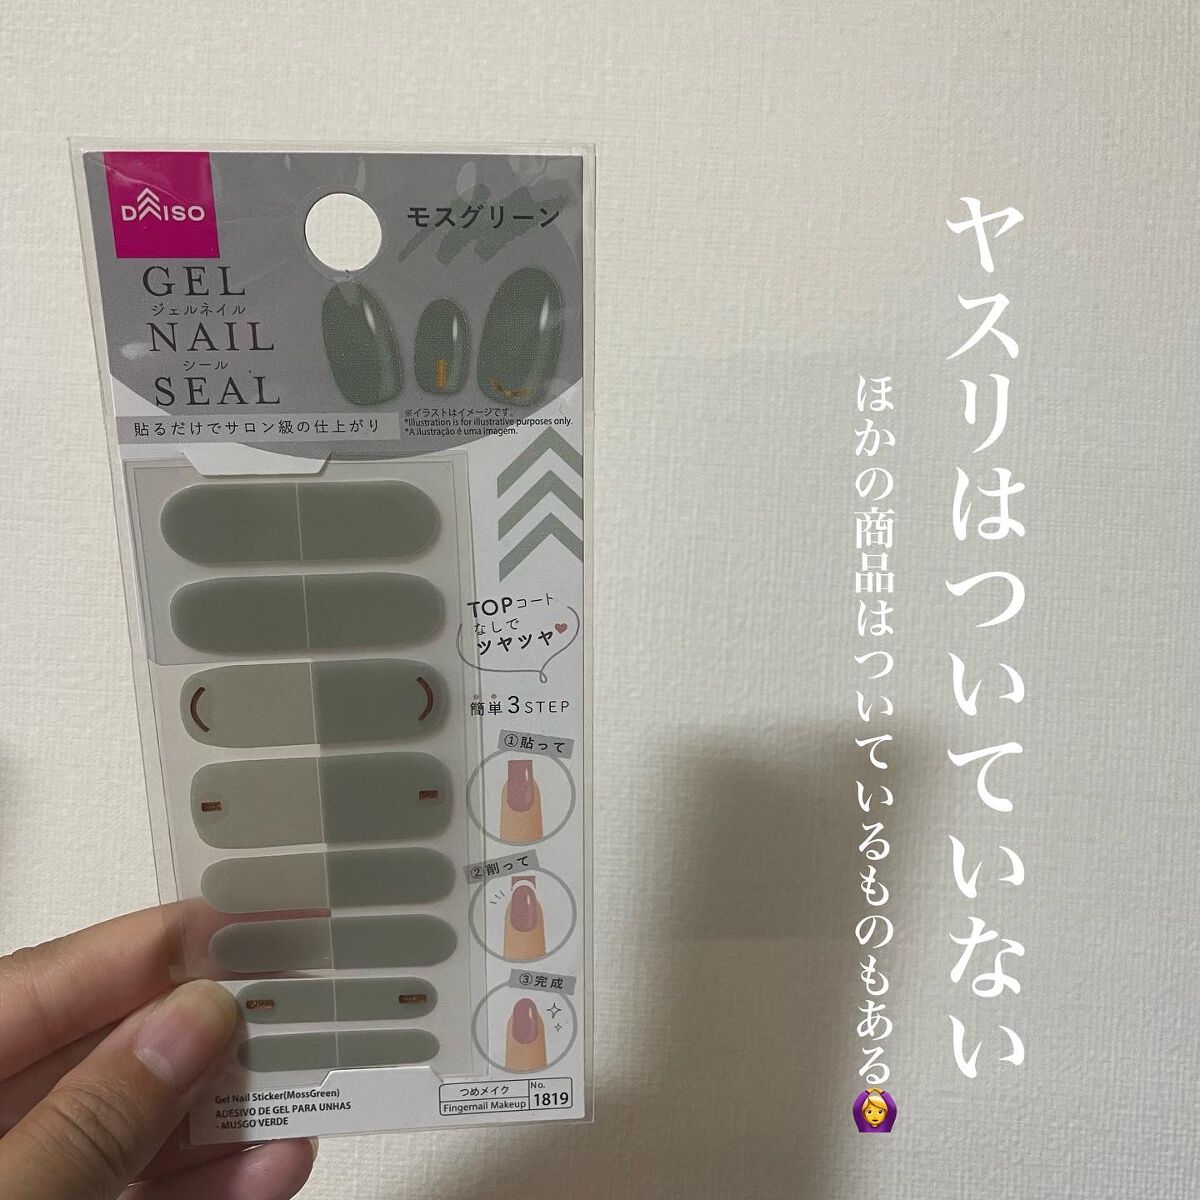 DAISO
モスグリーン
GEL
ジェルネイル
NAIL
シール
SEAL
貼るだけでサロン級の仕上がり
※イラストはイメージです。
*Illustration is for illustrative purposes only.
*A ilustração é uma imagem.
TOPコート
なしで
ツヤツヤ
簡単3STEP
①貼って
②削って
③完成
Gel Nail Sticker(MossGreen)
ADESIVO DE GEL PARA UNHAS
- MUSGO VERDE
つめメイク
Fingernail Makeup
No.
1819
ヤスリはついていない
ほかの商品はついているものもある🙆‍♀️